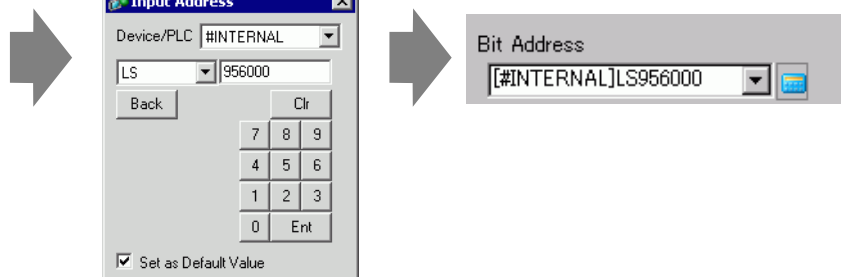 Input Address
Device/PLC #INTERNAL
LS 956000
Back Clr
7 8 9
4 5 6
1 2 3
0 Ent
Set as Default Value
Bit Address
[#INTERNAL]LS956000